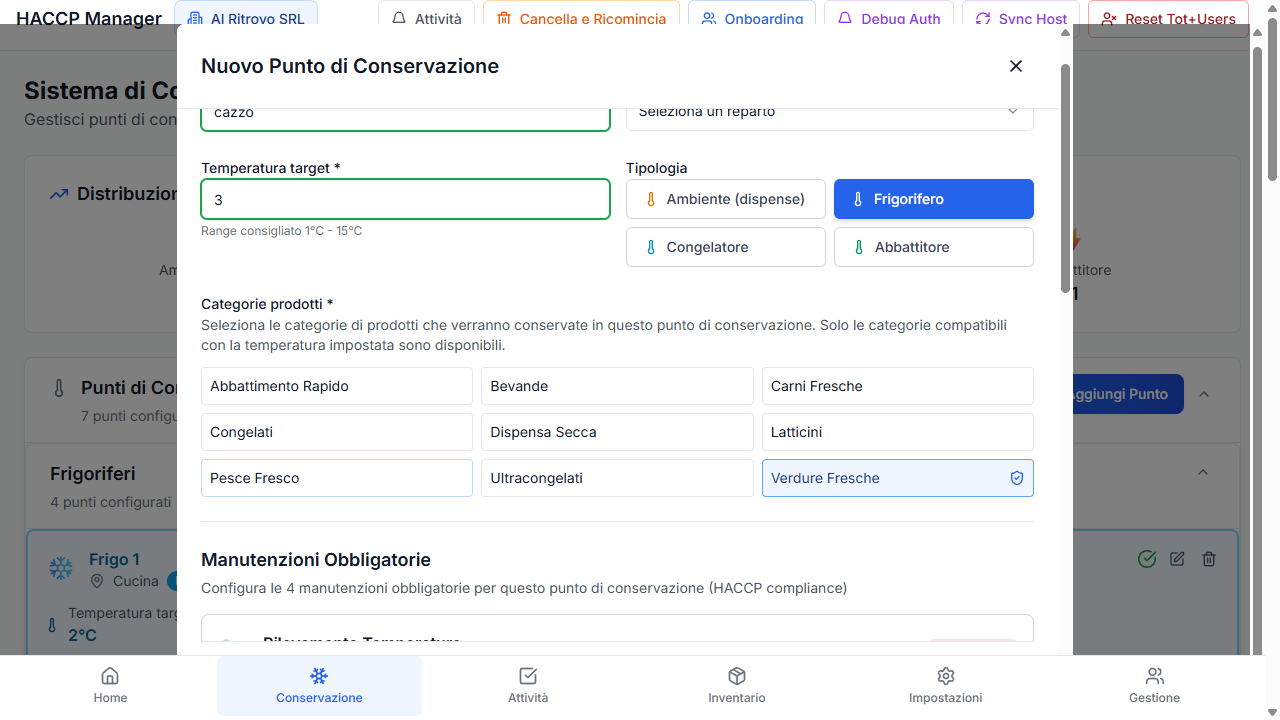 HACCP Manager
Al Ritrovo SRL
Attività
Cancella e Ricomincia
Onboarding
Debug Auth
Sync Host
Reset Tot+Users
Nuovo Punto di Conservazione
Sistema di Co
Gestisci punti di con
cazzo
Seleziona un reparto
Temperatura target *
Tipologia
Distribuzion
3
Ambiente (dispense)
Frigorifero
Range consigliato 1°C - 15°C
Congelatore
Abbattitore
Am
ttitore
1
Categorie prodotti *
Seleziona le categorie di prodotti che verranno conservate in questo punto di conservazione. Solo le categorie compatibili
con la temperatura impostata sono disponibili.
Abbattimento Rapido
Bevande
Carni Fresche
Punti di Co
7 punti configu
Aggiungi Punto
Congelati
Dispensa Secca
Latticini
Frigoriferi
4 punti configurati
Pesce Fresco
Ultracongelati
Verdure Fresche
Manutenzioni Obbligatorie
Configura le 4 manutenzioni obbligatorie per questo punto di conservazione (HACCP compliance)
Frigo 1
Cucina
Temperatura targ
2°C
Rilevamento Temperature
Home
Conservazione
Attività
Inventario
Impostazioni
Gestione